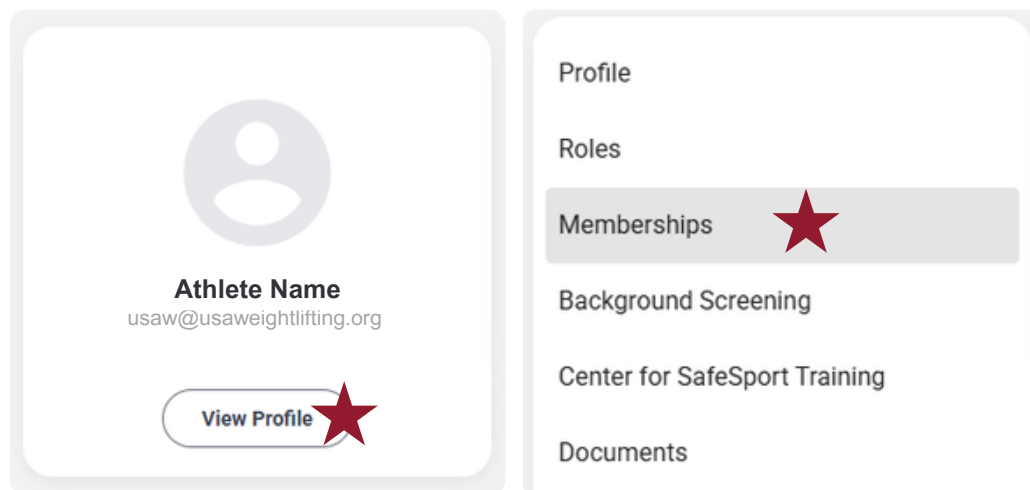 Athlete Name
usaw@usaweightlifting.org
View Profile
Profile
Roles
Memberships
Background Screening
Center for SafeSport Training
Documents